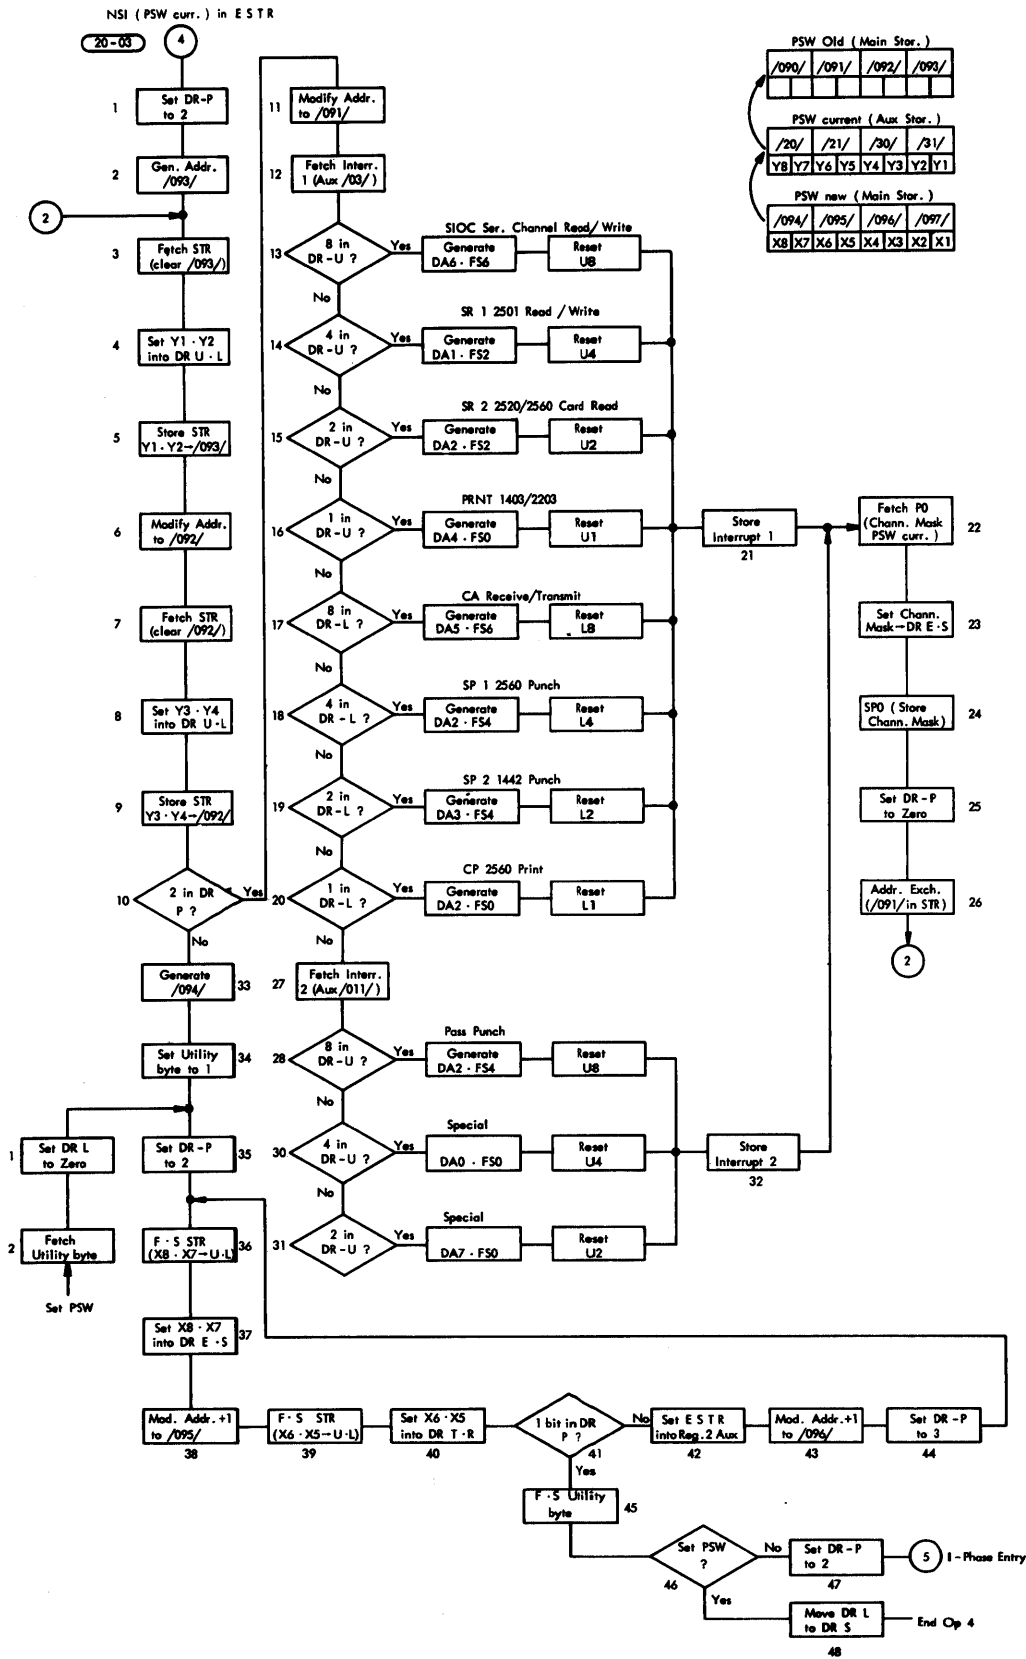 NSI ( PSW curr. ) in E S T R
20-03
4
1
Set DR-P
to 2
2
Gen. Addr.
/093/
2
3
Fetch STR
(clear /093/)
4
Set Y1 · Y2
into DR U · L
5
Store STR
Y1 · Y2→/093/
6
Modify Addr.
to /092/
7
Fetch STR
(clear /092/)
8
Set Y3 · Y4
into DR U · L
9
Store STR
Y3 · Y4→/092/
10
2 in DR
P ?
Yes
No
Generate
/094/
33
Set Utility
byte to 1
34
1
Set DR L
to Zero
Set DR-P
to 2
35
2
Fetch
Utility byte
Set PSW
F · S STR
(X8 · X7→U·L)
36
Set X8 · X7
into DR E · S
37
11
Modify Addr.
to /091/
12
Fetch Interr.
1 (Aux /03/ )
13
8 in
DR-U ?
Yes
No
SIOC Ser. Channel Read/ Write
Generate
DA6 · FS6
Reset
U8
14
4 in
DR-U ?
Yes
No
SR 1 2501 Read / Write
Generate
DA1 · FS2
Reset
U4
15
2 in
DR-U ?
Yes
No
SR 2 2520/2560 Card Read
Generate
DA2 · FS2
Reset
U2
16
1 in
DR-U ?
Yes
No
PRNT 1403/2203
Generate
DA4 · FS0
Reset
U1
17
8 in
DR-L ?
Yes
No
CA Receive/Transmit
Generate
DA5 · FS6
Reset
L8
18
4 in
DR - L ?
Yes
No
SP 1 2560 Punch
Generate
DA2 · FS4
Reset
L4
19
2 in
DR-L ?
Yes
No
SP 2 1442 Punch
Generate
DA3 · FS4
Reset
L2
20
1 in
DR-L ?
Yes
No
CP 2560 Print
Generate
DA2 · FS0
Reset
L1
Store
Interrupt 1
21
27
Fetch Interr.
2 (Aux /011/ )
28
8 in
DR-U ?
Yes
No
Pass Punch
Generate
DA2 · FS4
Reset
U8
30
4 in
DR-U ?
Yes
No
Special
DA0 · FS0
Reset
U4
31
2 in
DR-U ?
Yes
Special
DA7 · FS0
Reset
U2
Store
Interrupt 2
32
PSW Old ( Main Stor. )
/090/ /091/ /092/ /093/
PSW current ( Aux Stor. )
/20/ /21/ /30/ /31/
Y8 Y7 Y6 Y5 Y4 Y3 Y2 Y1
PSW new ( Main Stor. )
/094/ /095/ /096/ /097/
X8 X7 X6 X5 X4 X3 X2 X1
Fetch P0
(Chann. Mask
PSW curr. )
22
Set Chann.
Mask→DR E·S
23
SP0 ( Store
Chann. Mask)
24
Set DR-P
to Zero
25
Addr. Exch.
(/091/in STR)
26
2
Mod. Addr.+1
to /095/
38
F · S STR
(X6 · X5→U·L)
39
Set X6 · X5
into DR T · R
40
1 bit in DR
P ?
41
No
Yes
Set E S T R
into Reg. 2 Aux
42
Mod. Addr.+1
to /096/
43
Set DR-P
to 3
44
F · S Utility
byte
45
Set PSW
?
46
No
Yes
Set DR-P
to 2
47
5
I - Phase Entry
Move DR L
to DR S
48
End Op 4